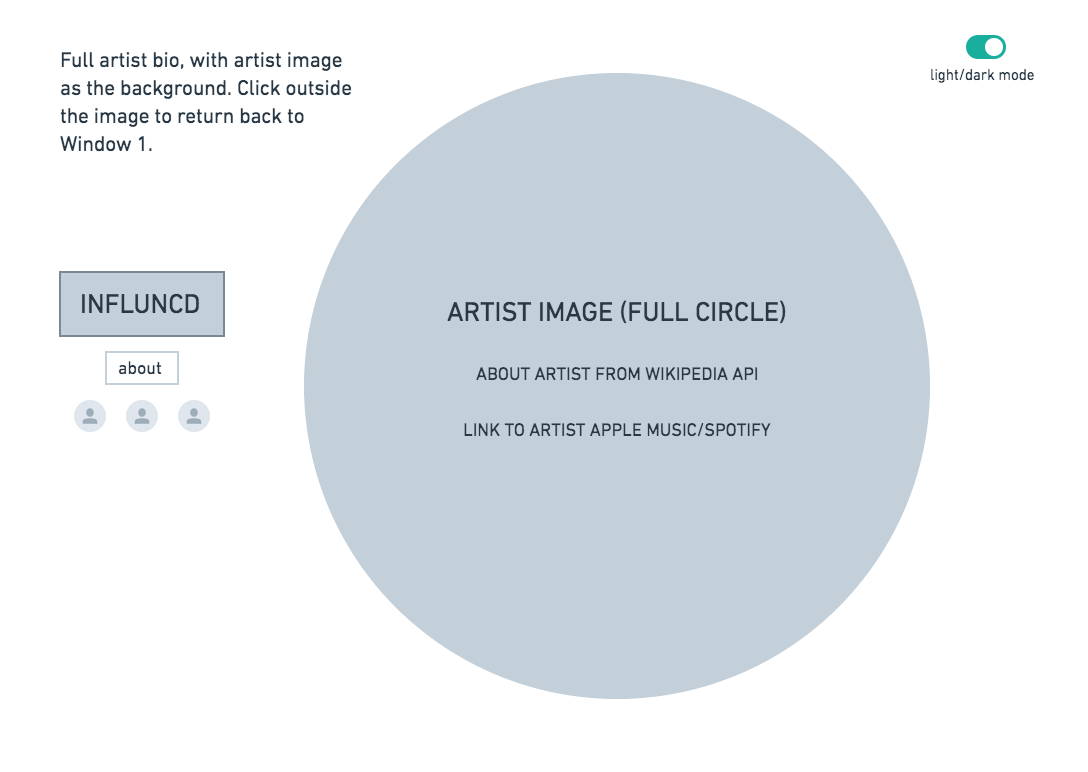 Full artist bio, with artist image
as the background. Click outside
the image to return back to
Window 1.
light/dark mode
INFLUNCD
about
ARTIST IMAGE (FULL CIRCLE)
ABOUT ARTIST FROM WIKIPEDIA API
LINK TO ARTIST APPLE MUSIC/SPOTIFY